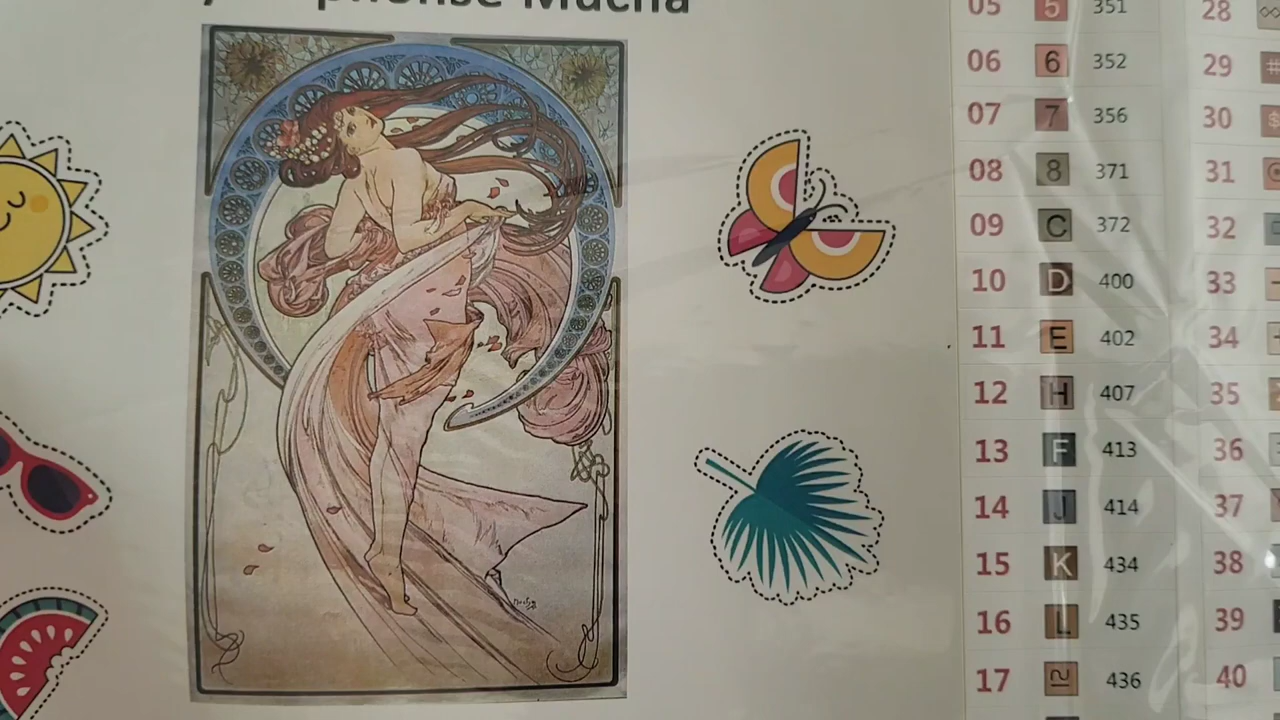 Alphonse Mucha
05 5 351
06 6 352
07 7 356
08 8 371
09 C 372
10 D 400
11 E 402
12 H 407
13 F 413
14 J 414
15 K 434
16 L 435
17 436
28
29 #
30 $
31
32
33
34
35
36
37
38
39
40
Mucha